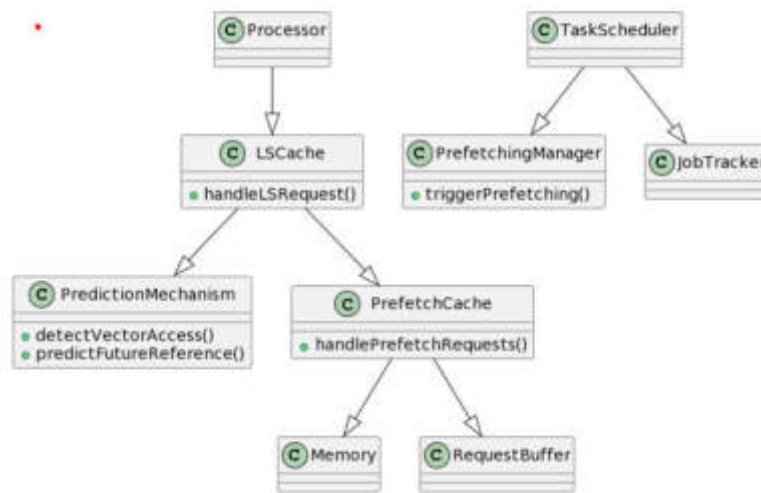 C Processor
C TaskScheduler
C LSCache
handleLSRequest()
C PrefetchingManager
triggerPrefetching()
C JobTracker
C PredictionMechanism
detectVectorAccess()
predictFutureReference()
C PrefetchCache
handlePrefetchRequests()
C Memory
C RequestBuffer